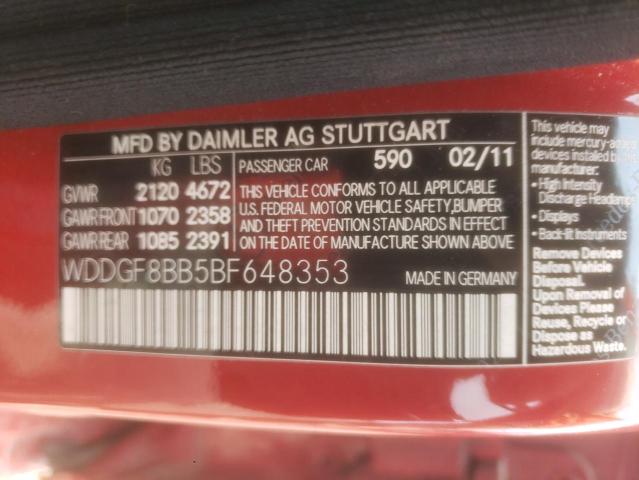 MFD BY DAIMLER AG STUTTGART
KG LBS
GVWR 2120 4672
GAWR FRONT 1070 2358
GAWR REAR 1085 2391
PASSENGER CAR 590 02/11
THIS VEHICLE CONFORMS TO ALL APPLICABLE
U.S. FEDERAL MOTOR VEHICLE SAFETY,BUMPER
AND THEFT PREVENTION STANDARDS IN EFFECT
ON THE DATE OF MANUFACTURE SHOWN ABOVE
WDDGF8BB5BF648353
MADE IN GERMANY
This vehicle may
include mercury-added
devices installed by the
manufacturer:
• High Intensity
Discharge Headlamps
• Displays
• Back-lit Instruments
Remove Devices
Before Vehicle
Disposal.
Upon Removal of
Devices Please
Reuse, Recycle or
Dispose as
Hazardous Waste.